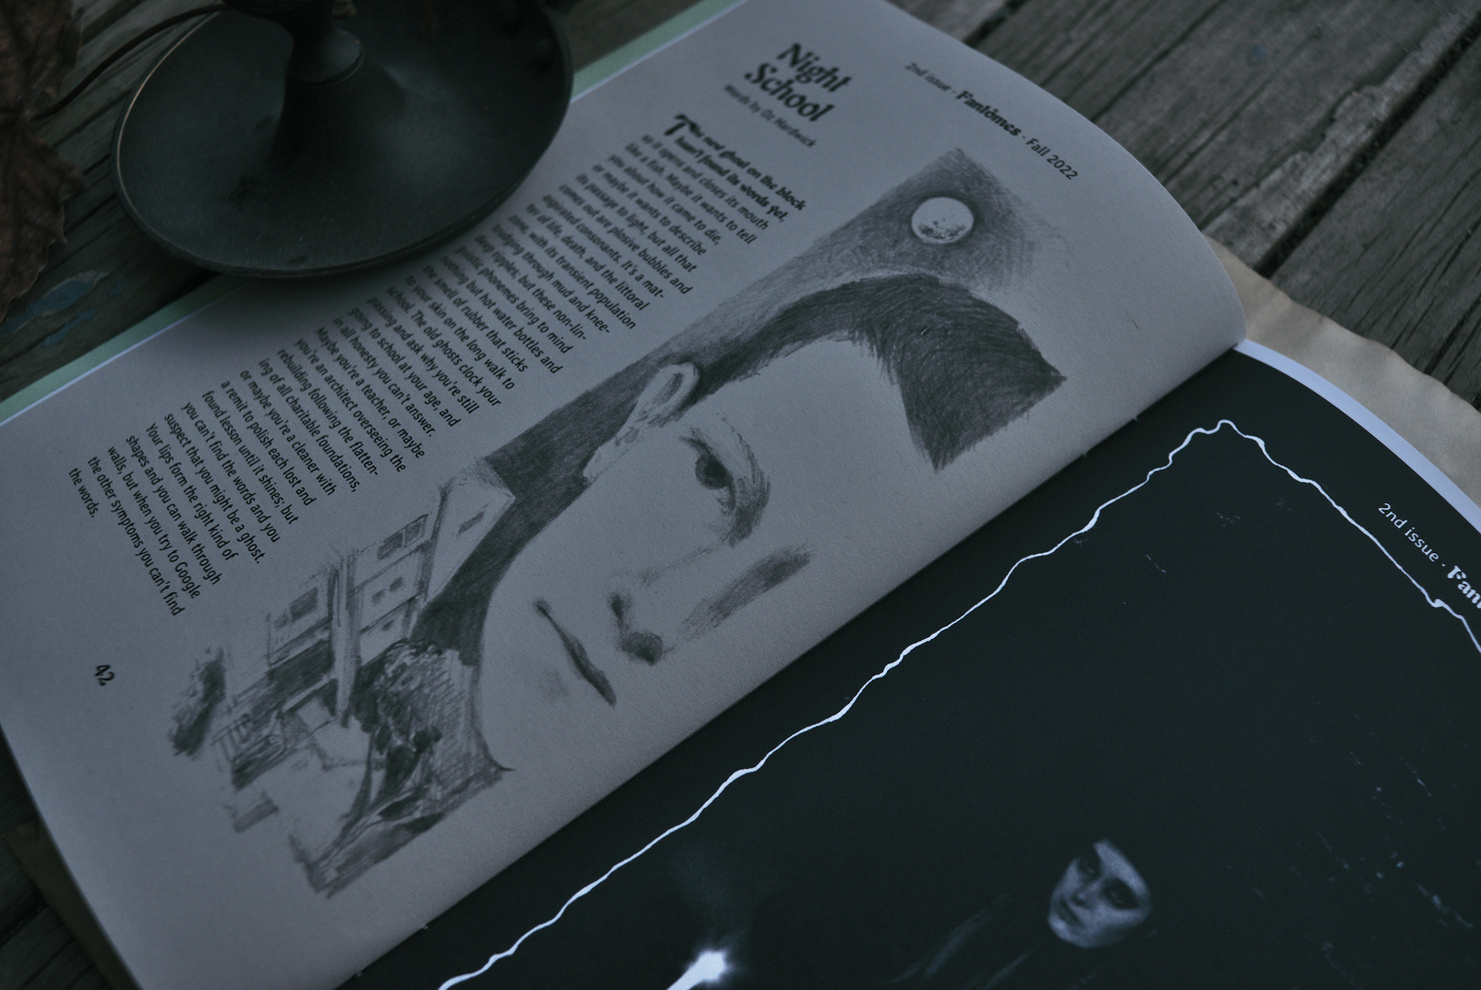 2nd issue · Fantômes · Fall 2022
Night
School
Words by Oz Hardwick
The new ghost on the block
hasn't found its words yet,
as it opens and closes its mouth
like a fish. Maybe it wants to tell
you about how it came to die,
or maybe it wants to describe
its passage to light, but all that
comes out are plosive bubbles and
aspirated consonants. It's a mat-
ter of life, death, and the littoral
zone, with its transient population
trudging through mud and knee-
deep ripples, but these non-lin-
guistic phonemes bring to mind
nothing but hot water bottles and
the smell of rubber that sticks
to your skin on the long walk to
school. The old ghosts clock your
passing and ask why you're still
going to school at your age, and
in all honesty you can't answer.
Maybe you're a teacher, or maybe
you're an architect overseeing the
rebuilding following the flatten-
ing of all charitable foundations,
or maybe you're a cleaner with
a remit to polish each lost and
found lesson until it shines; but
you can't find the words and you
suspect that you might be a ghost.
Your lips form the right kind of
shapes and you can walk through
walls, but when you try to Google
the other symptoms you can't find
the words.
42
2nd issue · Fan